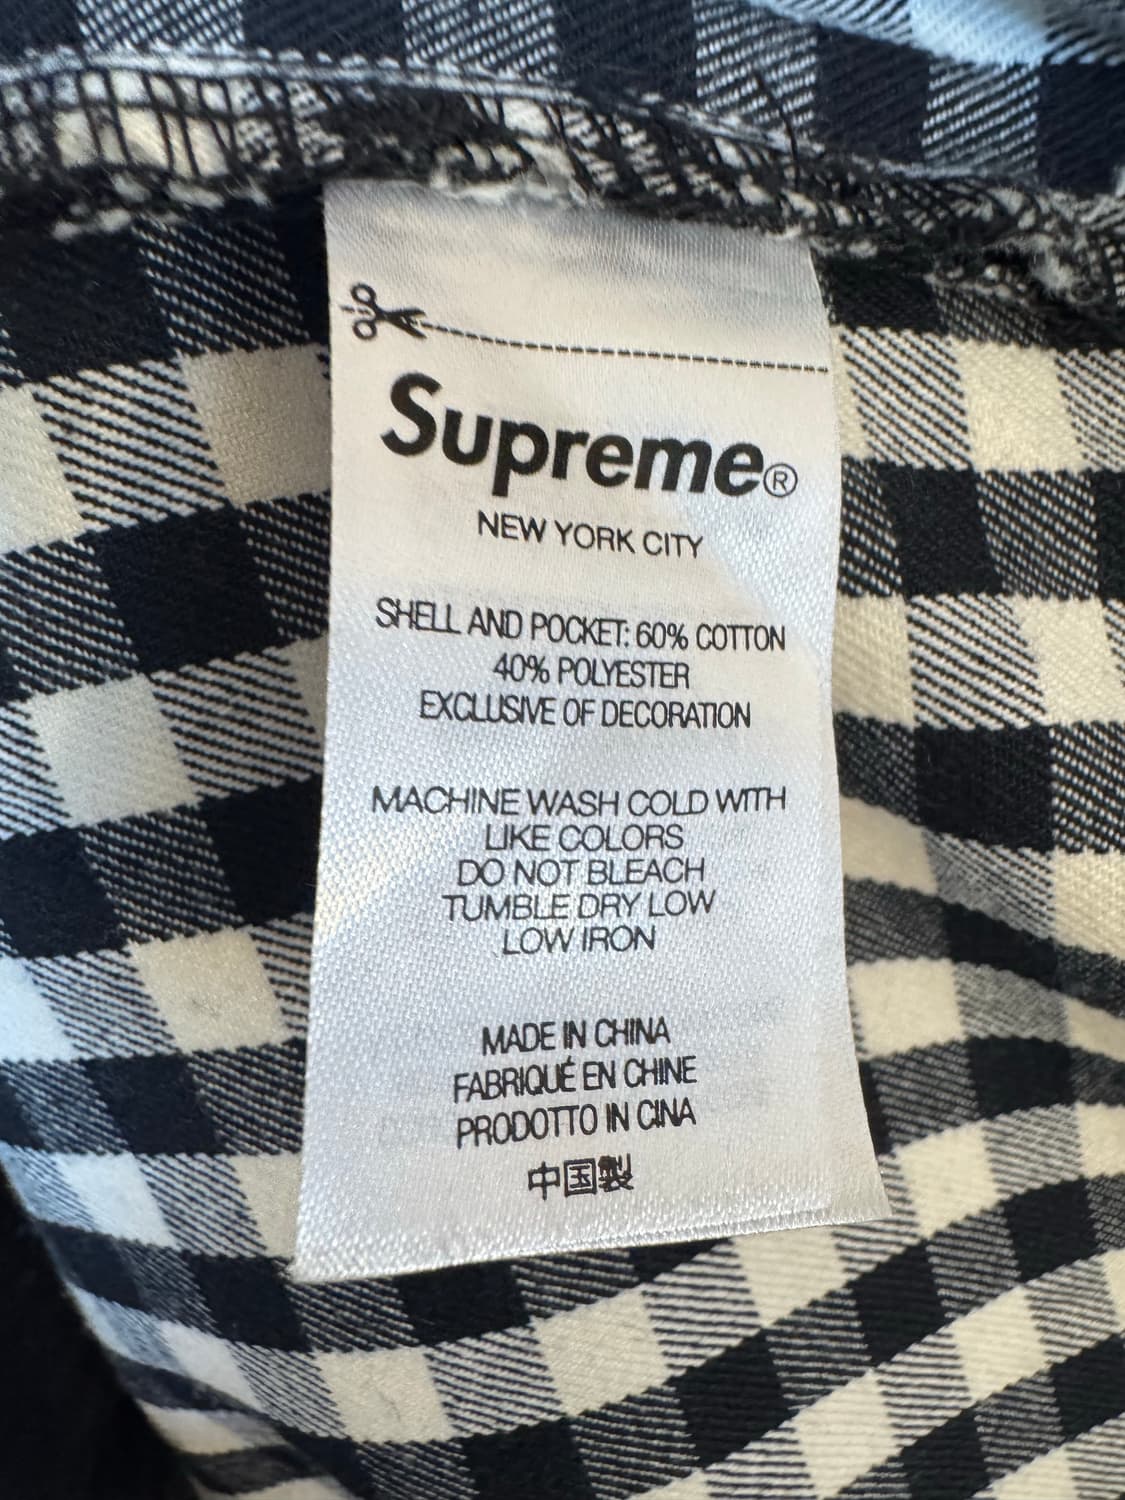 Supreme®
NEW YORK CITY
SHELL AND POCKET: 60% COTTON
40% POLYESTER
EXCLUSIVE OF DECORATION
MACHINE WASH COLD WITH
LIKE COLORS
DO NOT BLEACH
TUMBLE DRY LOW
LOW IRON
MADE IN CHINA
FABRIQUÉ EN CHINE
PRODOTTO IN CINA
中国製